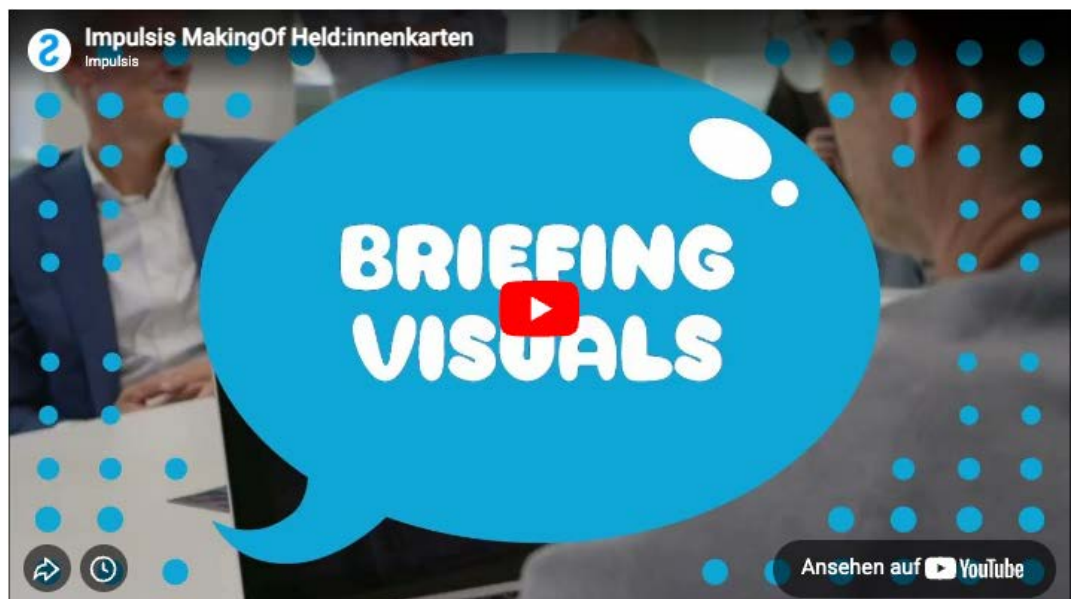 Impulsis MakingOf Held:innenkarten
Impulsis
BRIEFING
VISUALS
Ansehen auf YouTube